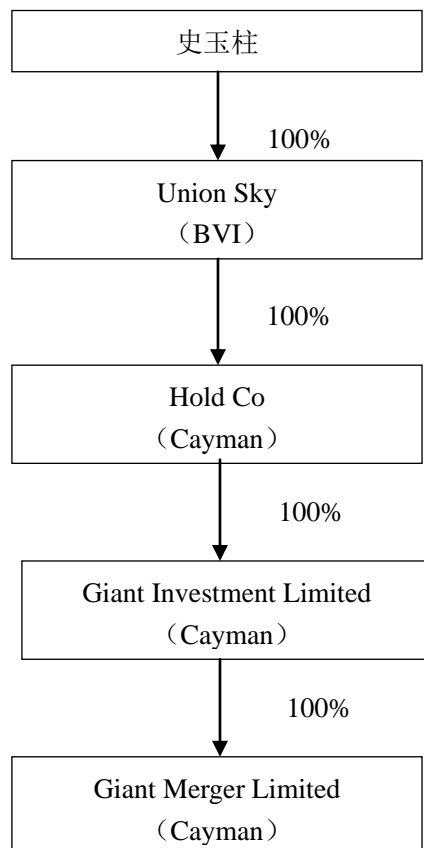 史玉柱
100%
Union Sky
（BVI）
100%
Hold Co
（Cayman）
100%
Giant Investment Limited
（Cayman）
100%
Giant Merger Limited
（Cayman）